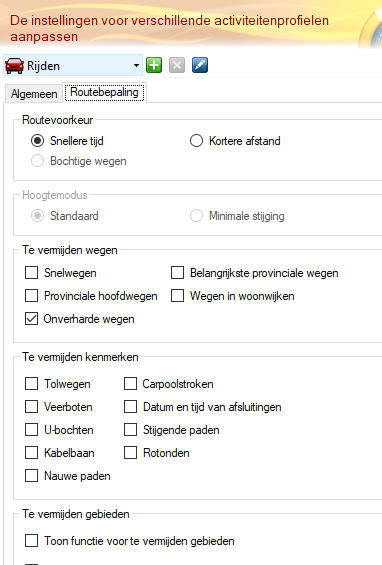 De instellingen voor verschillende activiteitenprofielen
aanpassen
Rijden
Algemeen Routebepaling
Routevoorkeur
Snellere tijd Kortere afstand
Bochtige wegen
Hoogtemodus
Standaard Minimale stijging
Te vermijden wegen
Snelwegen Belangrijkste provinciale wegen
Provinciale hoofdwegen Wegen in woonwijken
Onverharde wegen
Te vermijden kenmerken
Tolwegen Carpoolstroken
Veerboten Datum en tijd van afsluitingen
U-bochten Stijgende paden
Kabelbaan Rotonden
Nauwe paden
Te vermijden gebieden
Toon functie voor te vermijden gebieden